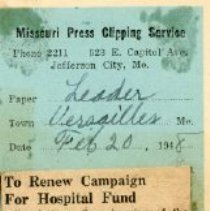 Missouri Press Clipping Service
Phone 2211 523 E. Capitol Ave.
Jefferson City, Mo.
Paper Leader
Town Versailles Mo.
Date Feb 20, 1948
To Renew Campaign
For Hospital Fund